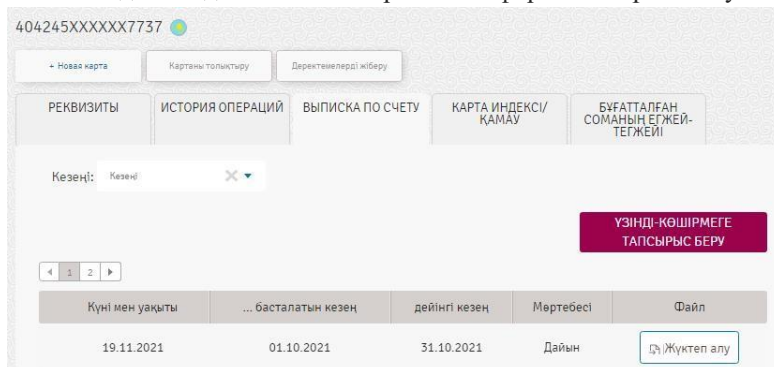 404245XXXXXX7737
+ Новая карта Картаны толықтыру Деректемелерді жіберу
РЕКВИЗИТЫ ИСТОРИЯ ОПЕРАЦИЙ ВЫПИСКА ПО СЧЕТУ КАРТА ИНДЕКСІ/ ҚАМАУ БҰҒАТТАЛҒАН СОМАНЫҢ ЕГЖЕЙ-ТЕГЖЕЙІ
Кезеңі: Кезеңі
ҮЗІНДІ-КӨШІРМЕГЕ
ТАПСЫРЫС БЕРУ
1 2
Күні мен уақыты ... басталатын кезең дейінгі кезең Мәртебесі Файл
19.11.2021 01.10.2021 31.10.2021 Дайын Жүктеп алу